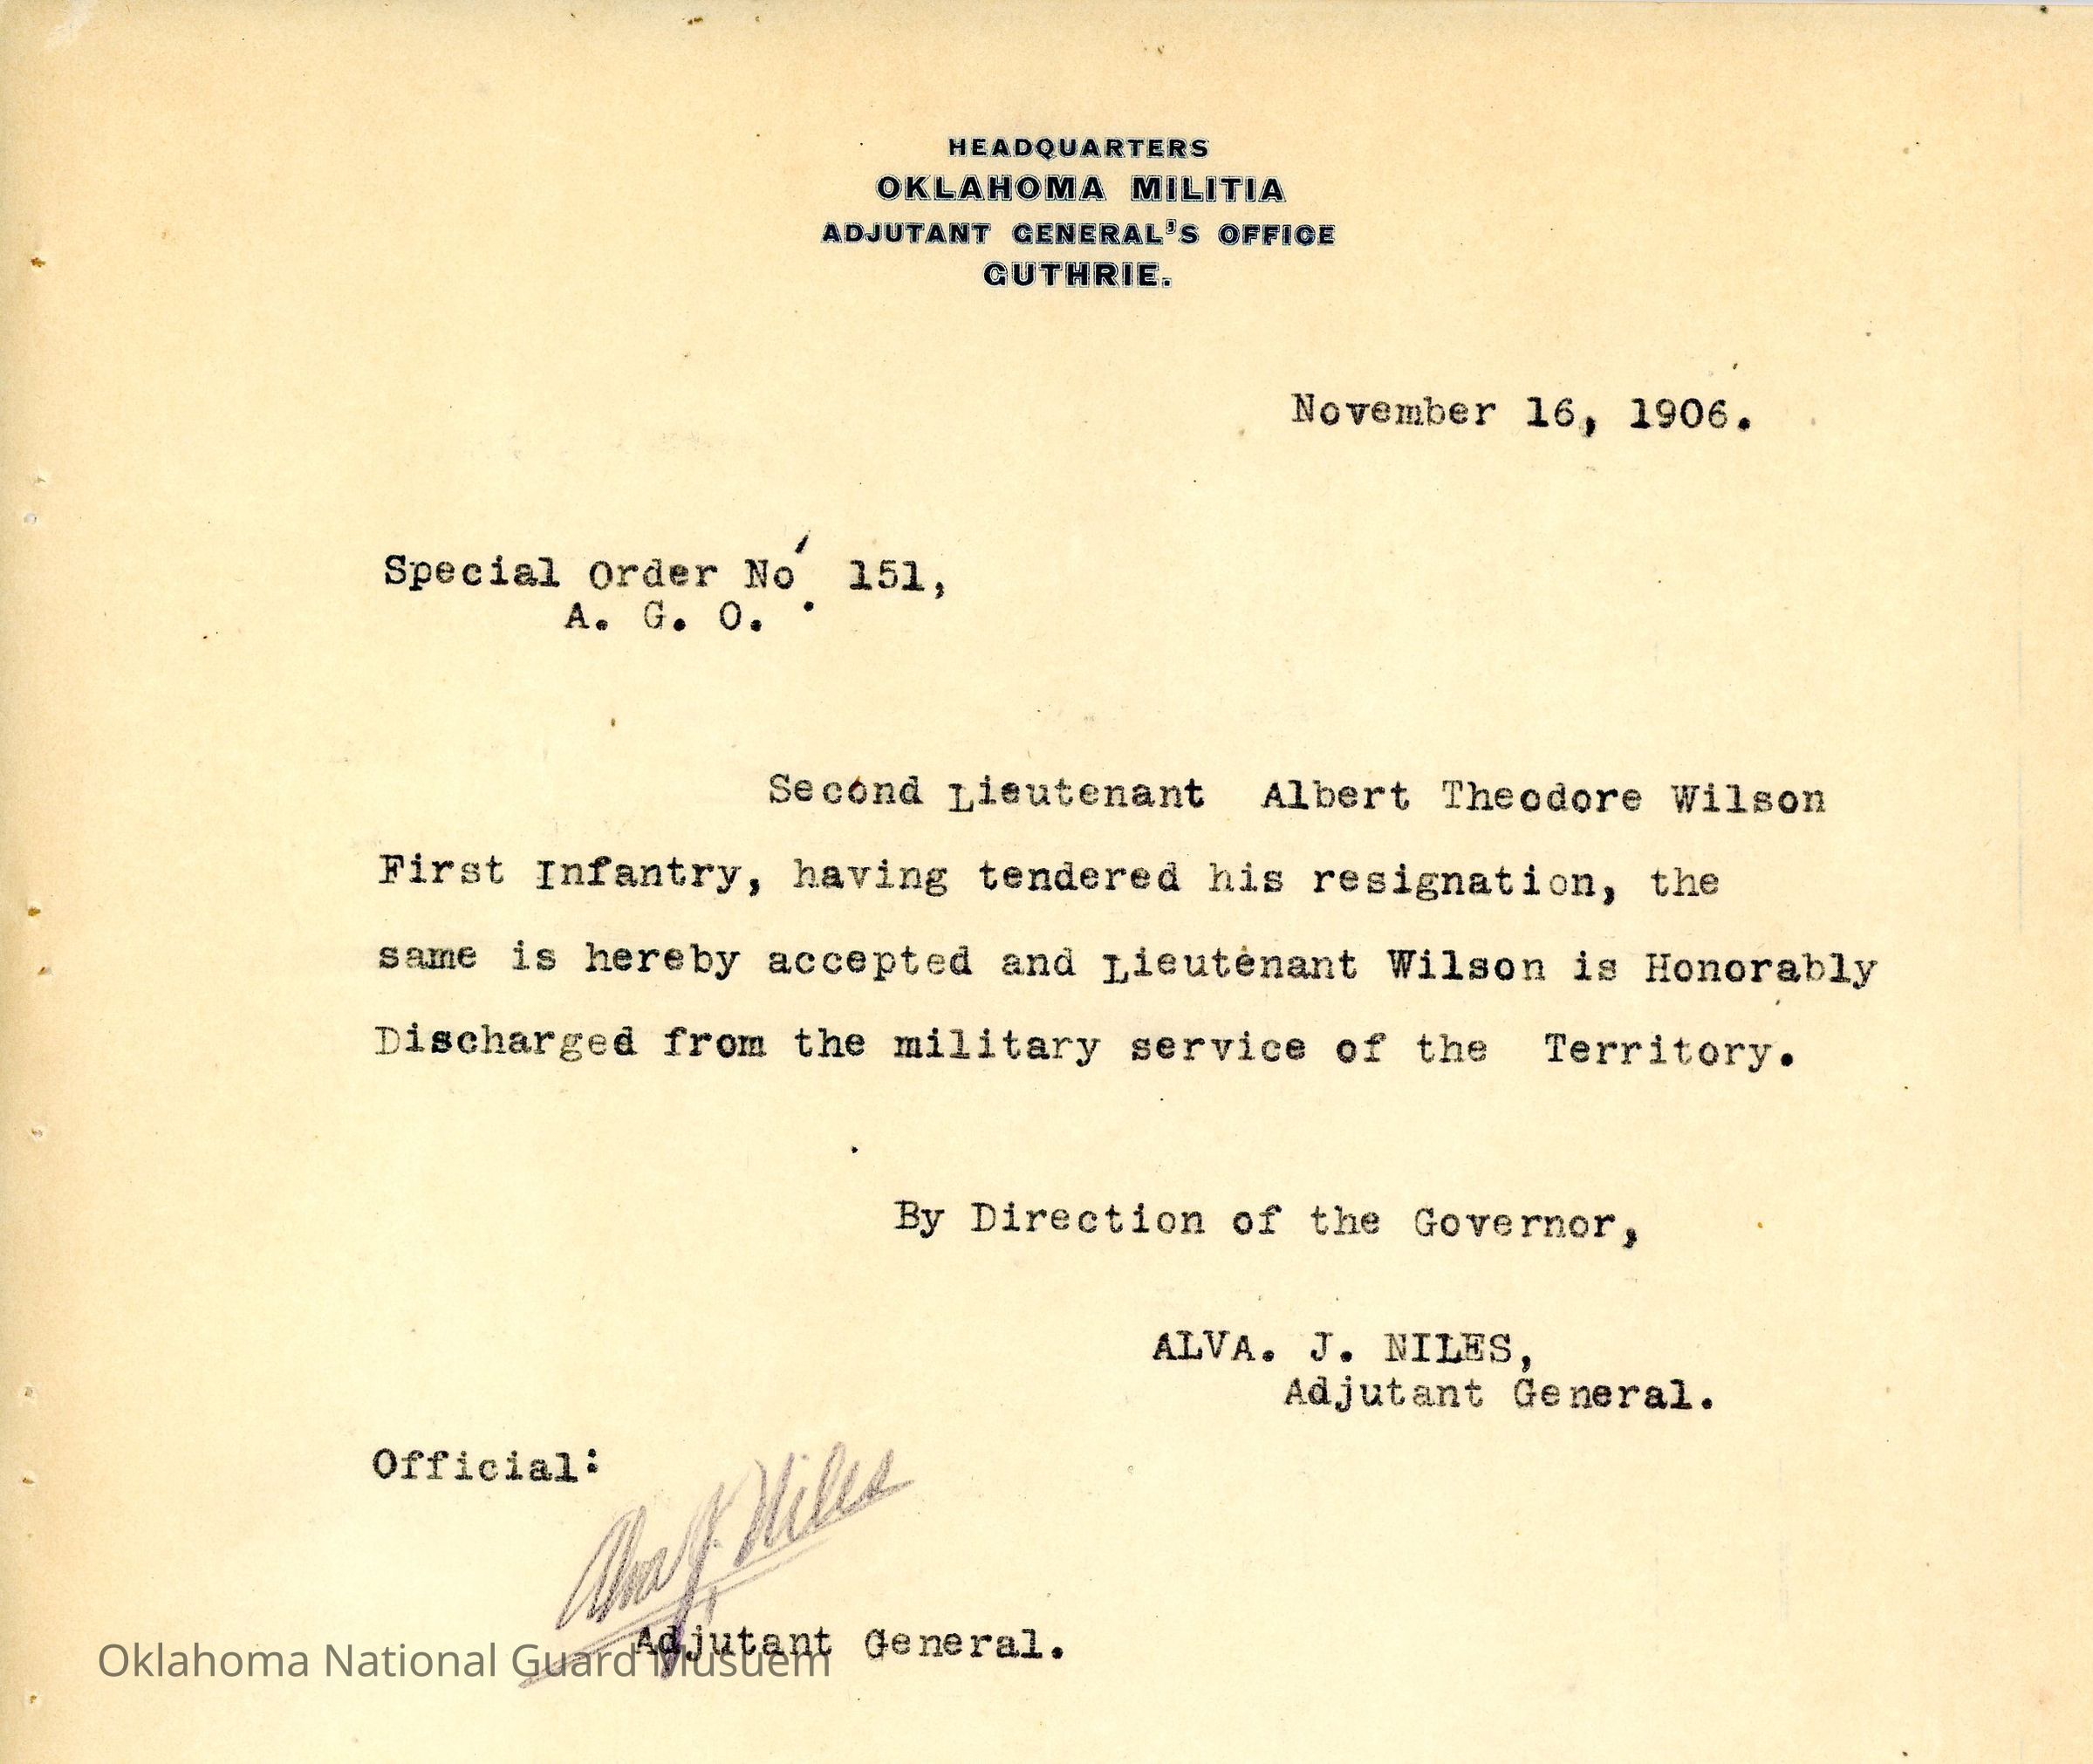 HEADQUARTERS
OKLAHOMA MILITIA
ADJUTANT GENERAL'S OFFICE
GUTHRIE.
November 16, 1906.
Special Order No 151,
A. G. O.
Second Lieutenant Albert Theodore Wilson
First Infantry, having tendered his resignation, the
same is hereby accepted and Lieutenant Wilson is Honorably
Discharged from the military service of the Territory.
By Direction of the Governor,
ALVA. J. NILES,
Adjutant General.
Official:
Alva J. Niles
Adjutant General.
Oklahoma National Guard Musuem